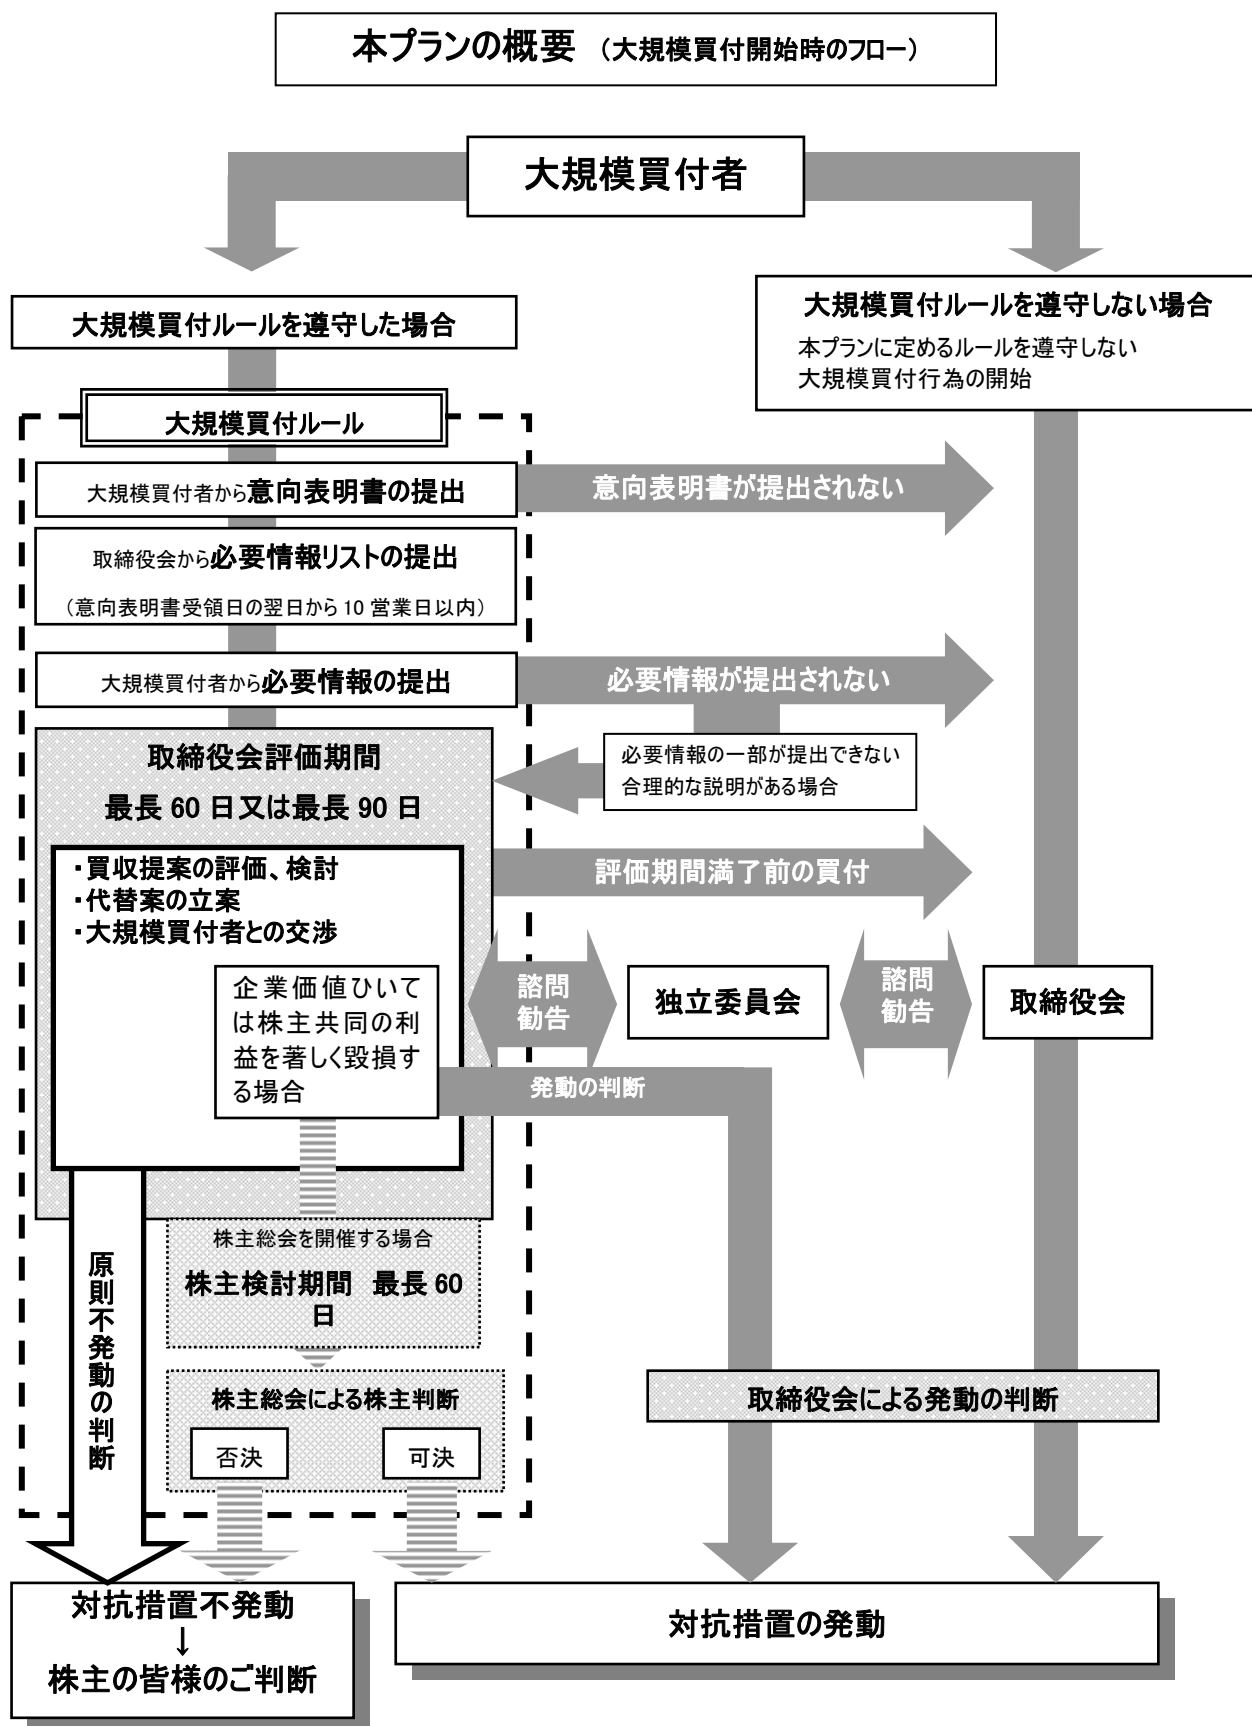 本プランの概要 （大規模買付開始時のフロー）
大規模買付者
大規模買付ルールを遵守した場合
大規模買付ルールを遵守しない場合
本プランに定めるルールを遵守しない
大規模買付行為の開始
大規模買付ルール
大規模買付者から意向表明書の提出
意向表明書が提出されない
取締役会から必要情報リストの提出
（意向表明書受領日の翌日から 10 営業日以内）
大規模買付者から必要情報の提出
必要情報が提出されない
必要情報の一部が提出できない
合理的な説明がある場合
取締役会評価期間
最長 60 日又は最長 90 日
・買収提案の評価、検討
・代替案の立案
・大規模買付者との交渉
評価期間満了前の買付
企業価値ひいて
は株主共同の利
益を著しく毀損す
る場合
諮問
勧告
独立委員会
諮問
勧告
取締役会
発動の判断
原則不発動の判断
株主総会を開催する場合
株主検討期間 最長 60
日
株主総会による株主判断
否決
可決
取締役会による発動の判断
対抗措置不発動
↓
株主の皆様のご判断
対抗措置の発動